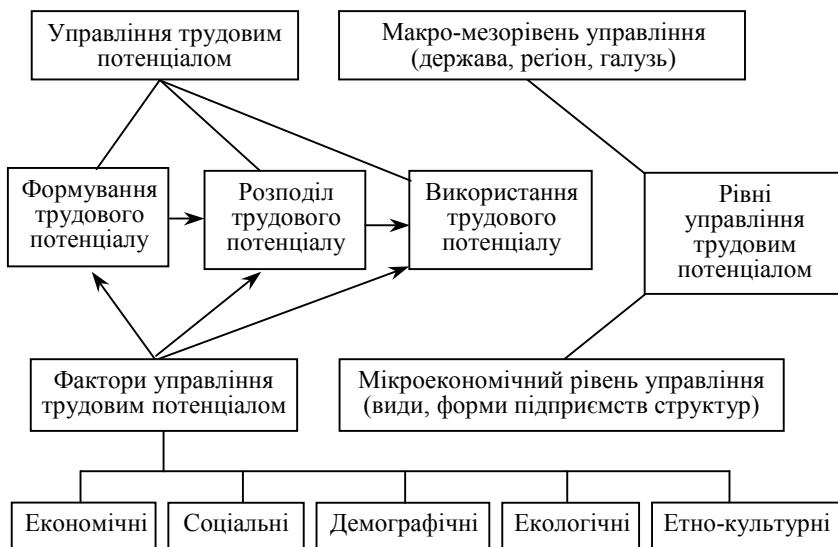 Управління трудовим
потенціалом
Макро-мезорівень управління
(держава, реґіон, галузь)
Формування
трудового
потенціалу
Розподіл
трудового
потенціалу
Використання
трудового
потенціалу
Рівні
управління
трудовим
потенціалом
Фактори управління
трудовим потенціалом
Мікроекономічний рівень управління
(види, форми підприємств структур)
Економічні
Соціальні
Демографічні
Екологічні
Етно-культурні